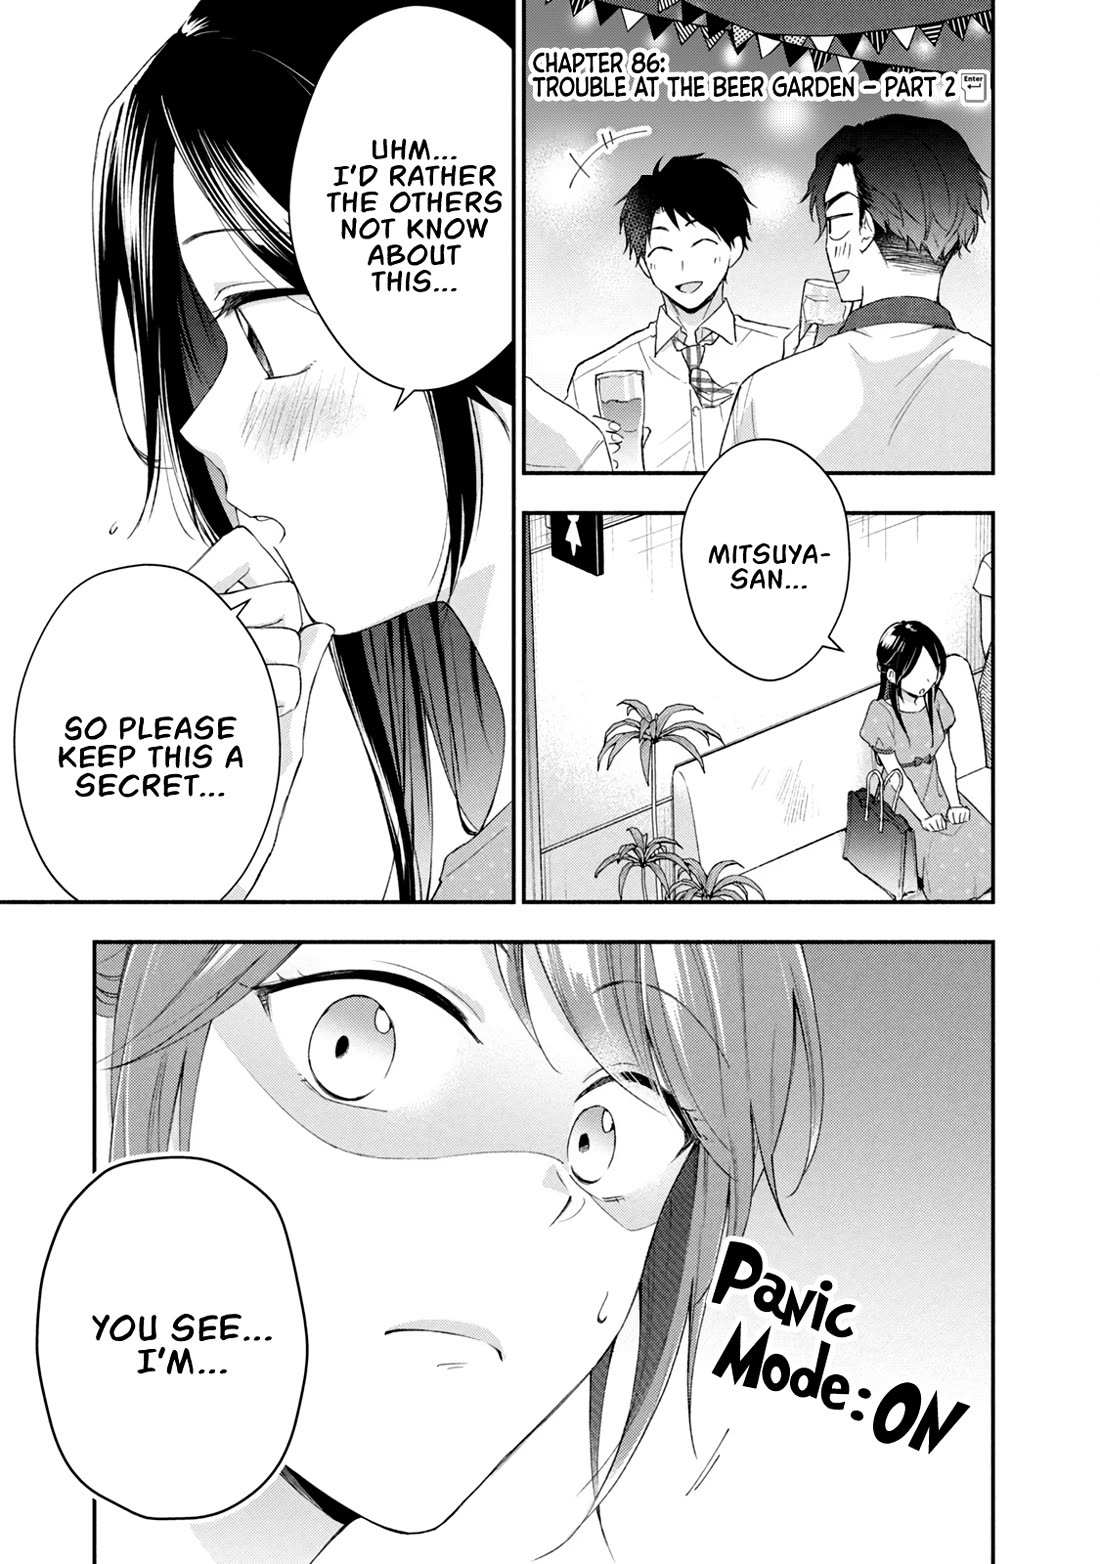 CHAPTER 86:
TROUBLE AT THE BEER GARDEN – PART 2 Enter
MITSUYA-
SAN...
UHM...
I'D RATHER
THE OTHERS
NOT KNOW
ABOUT
THIS...
SO PLEASE
KEEP THIS A
SECRET...
YOU SEE...
I'M...
PANIC
MODE: ON